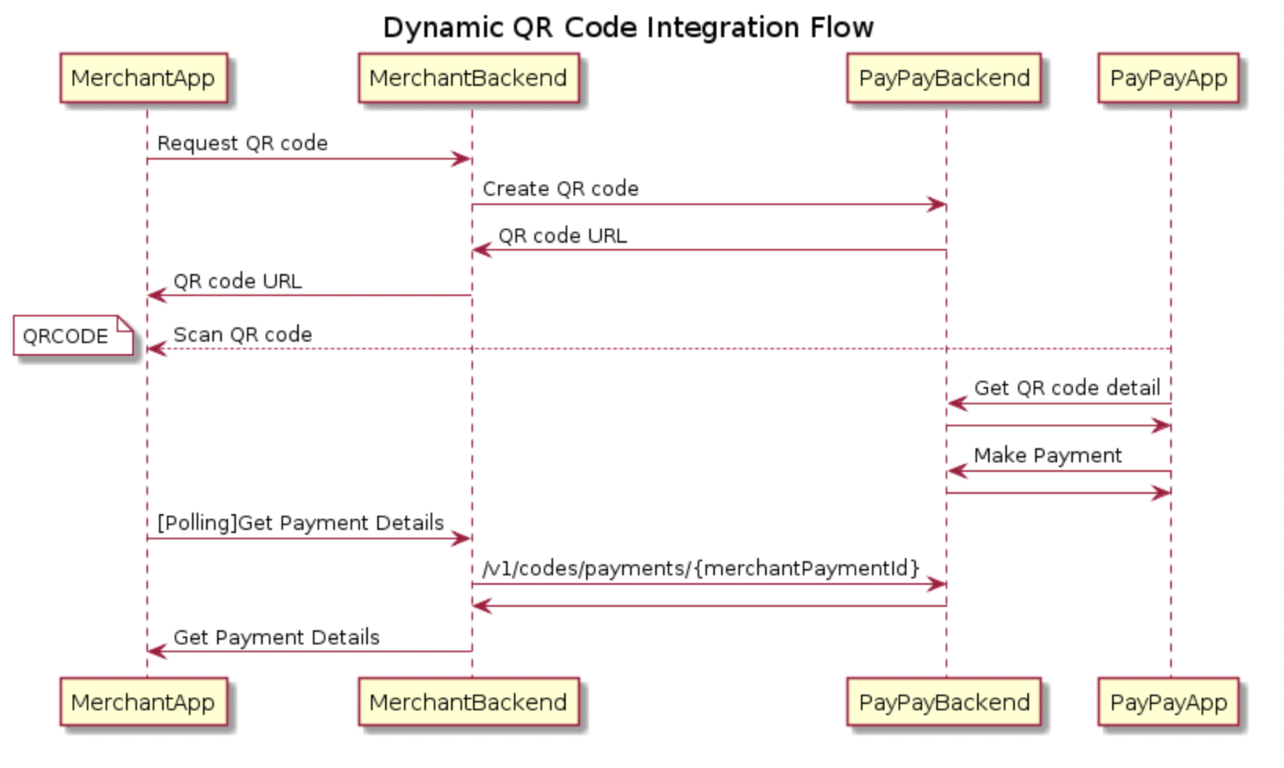 Dynamic QR Code Integration Flow
MerchantApp
MerchantBackend
PayPayBackend
PayPayApp
Request QR code
Create QR code
QR code URL
QR code URL
QRCODE
Scan QR code
Get QR code detail
Make Payment
[Polling]Get Payment Details
/v1/codes/payments/{merchantPaymentId}
Get Payment Details
MerchantApp
MerchantBackend
PayPayBackend
PayPayApp